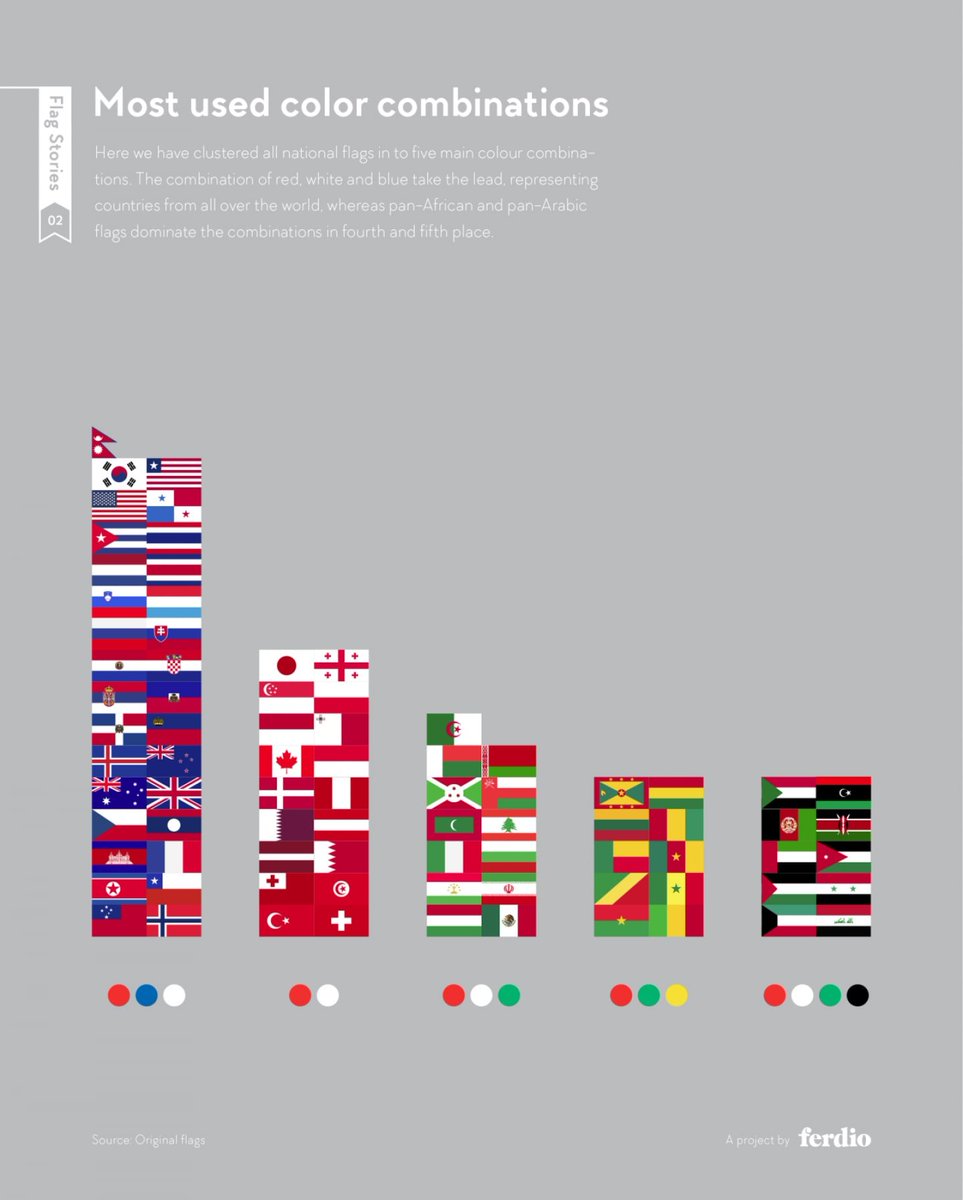 Flag Stories
02
Most used color combinations
Here we have clustered all national flags in to five main colour combina–
tions. The combination of red, white and blue take the lead, representing
countries from all over the world, whereas pan–African and pan–Arabic
flags dominate the combinations in fourth and fifth place.
Source: Original flags
A project by ferdio